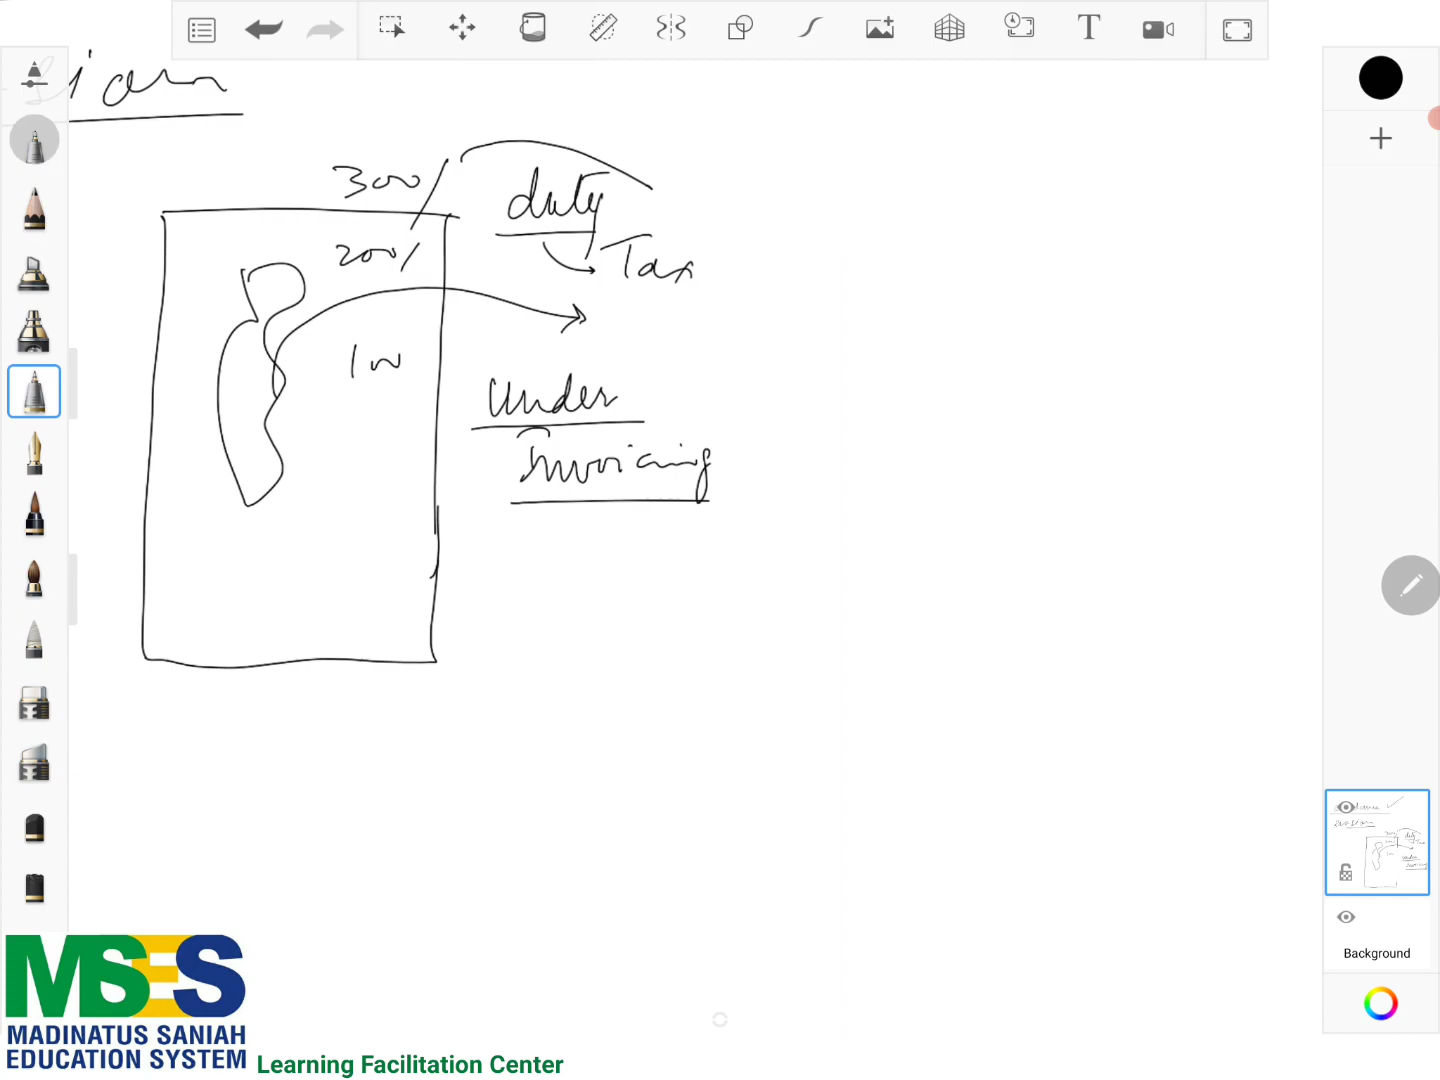 300/
duty
200/
Tax
100
under
Invoicing
T
Background
MSES
MADINATUS SANIAH
EDUCATION SYSTEM
Learning Facilitation Center